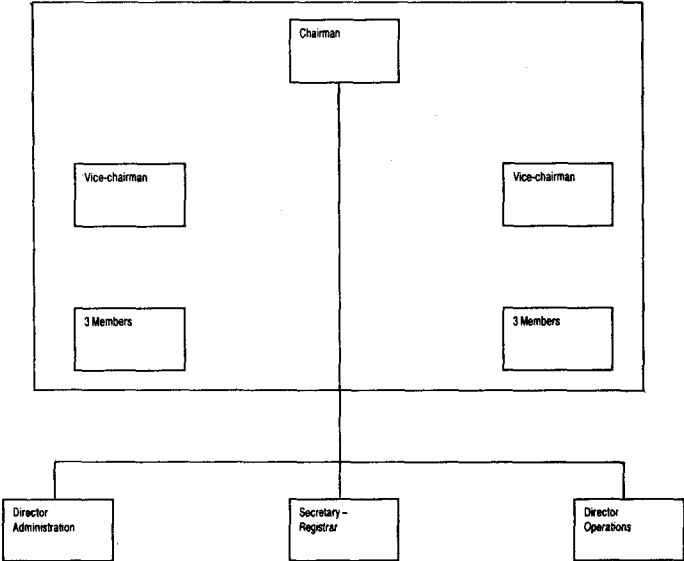 Chairman
Vice-chairman
Vice-chairman
3 Members
3 Members
Director
Administration
Secretary –
Registrar
Director
Operations